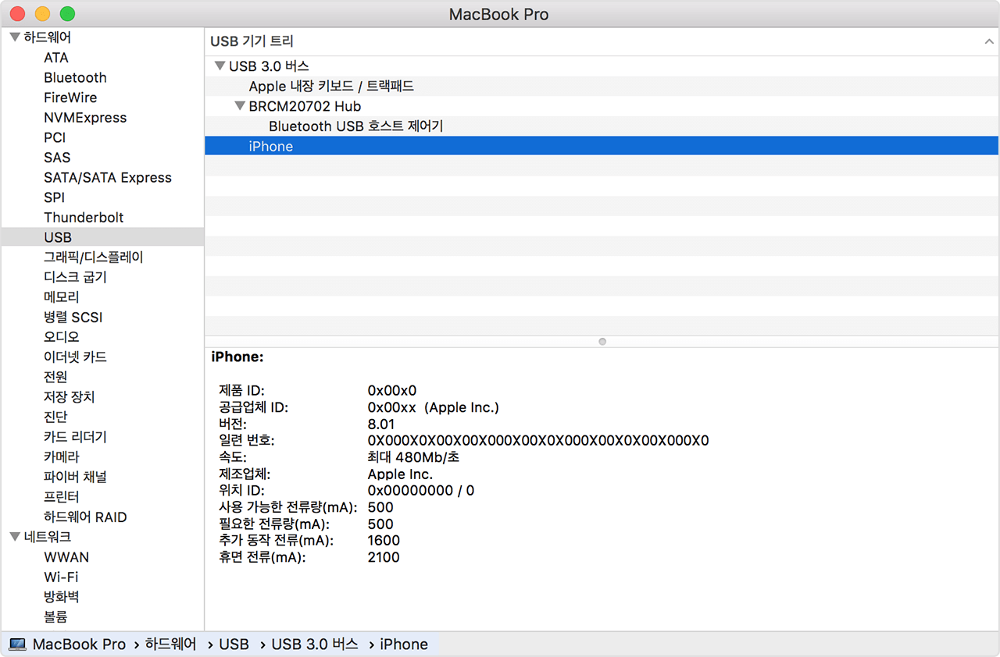 MacBook Pro
하드웨어
ATA
Bluetooth
FireWire
NVMExpress
PCI
SAS
SATA/SATA Express
SPI
Thunderbolt
USB
그래픽/디스플레이
디스크 굽기
메모리
병렬 SCSI
오디오
이더넷 카드
전원
저장 장치
진단
카드 리더기
카메라
파이버 채널
프린터
하드웨어 RAID
네트워크
WWAN
Wi-Fi
방화벽
볼륨
USB 기기 트리
USB 3.0 버스
Apple 내장 키보드 / 트랙패드
BRCM20702 Hub
Bluetooth USB 호스트 제어기
iPhone
iPhone:
제품 ID: 0x00x0
공급업체 ID: 0x00xx (Apple Inc.)
버전: 8.01
일련 번호: 0X000X0X00X00X000X00X0X000X00X0X00X000X0
속도: 최대 480Mb/초
제조업체: Apple Inc.
위치 ID: 0x00000000 / 0
사용 가능한 전류량(mA): 500
필요한 전류량(mA): 500
추가 동작 전류(mA): 1600
휴면 전류(mA): 2100
MacBook Pro › 하드웨어 › USB › USB 3.0 버스 › iPhone